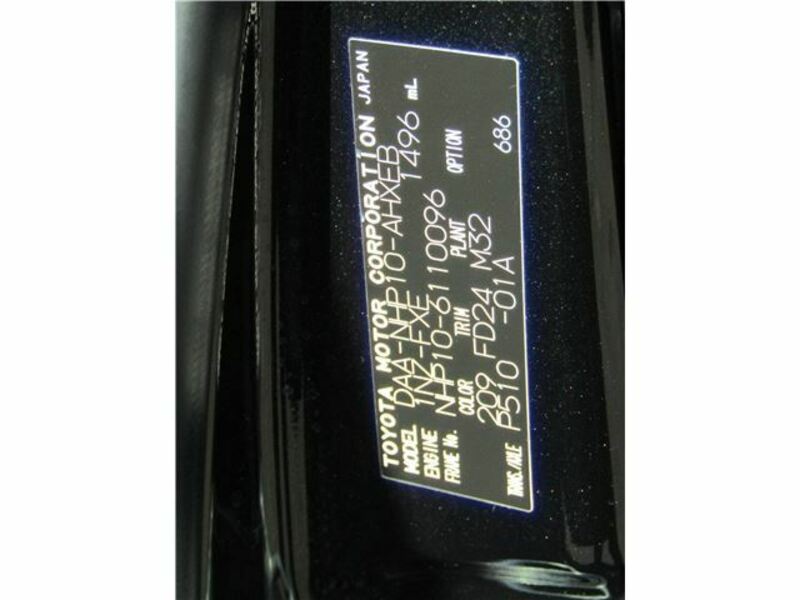 TOYOTA MOTOR CORPORATION JAPAN
MODEL DAA-NHP10-AHXEB
ENGINE 1NZ-FXE 1496 mL
FRAME No. NHP10-6110096
COLOR TRIM PLANT OPTION
209 FD24 M32
TRANS./AXLE P510 -01A 686